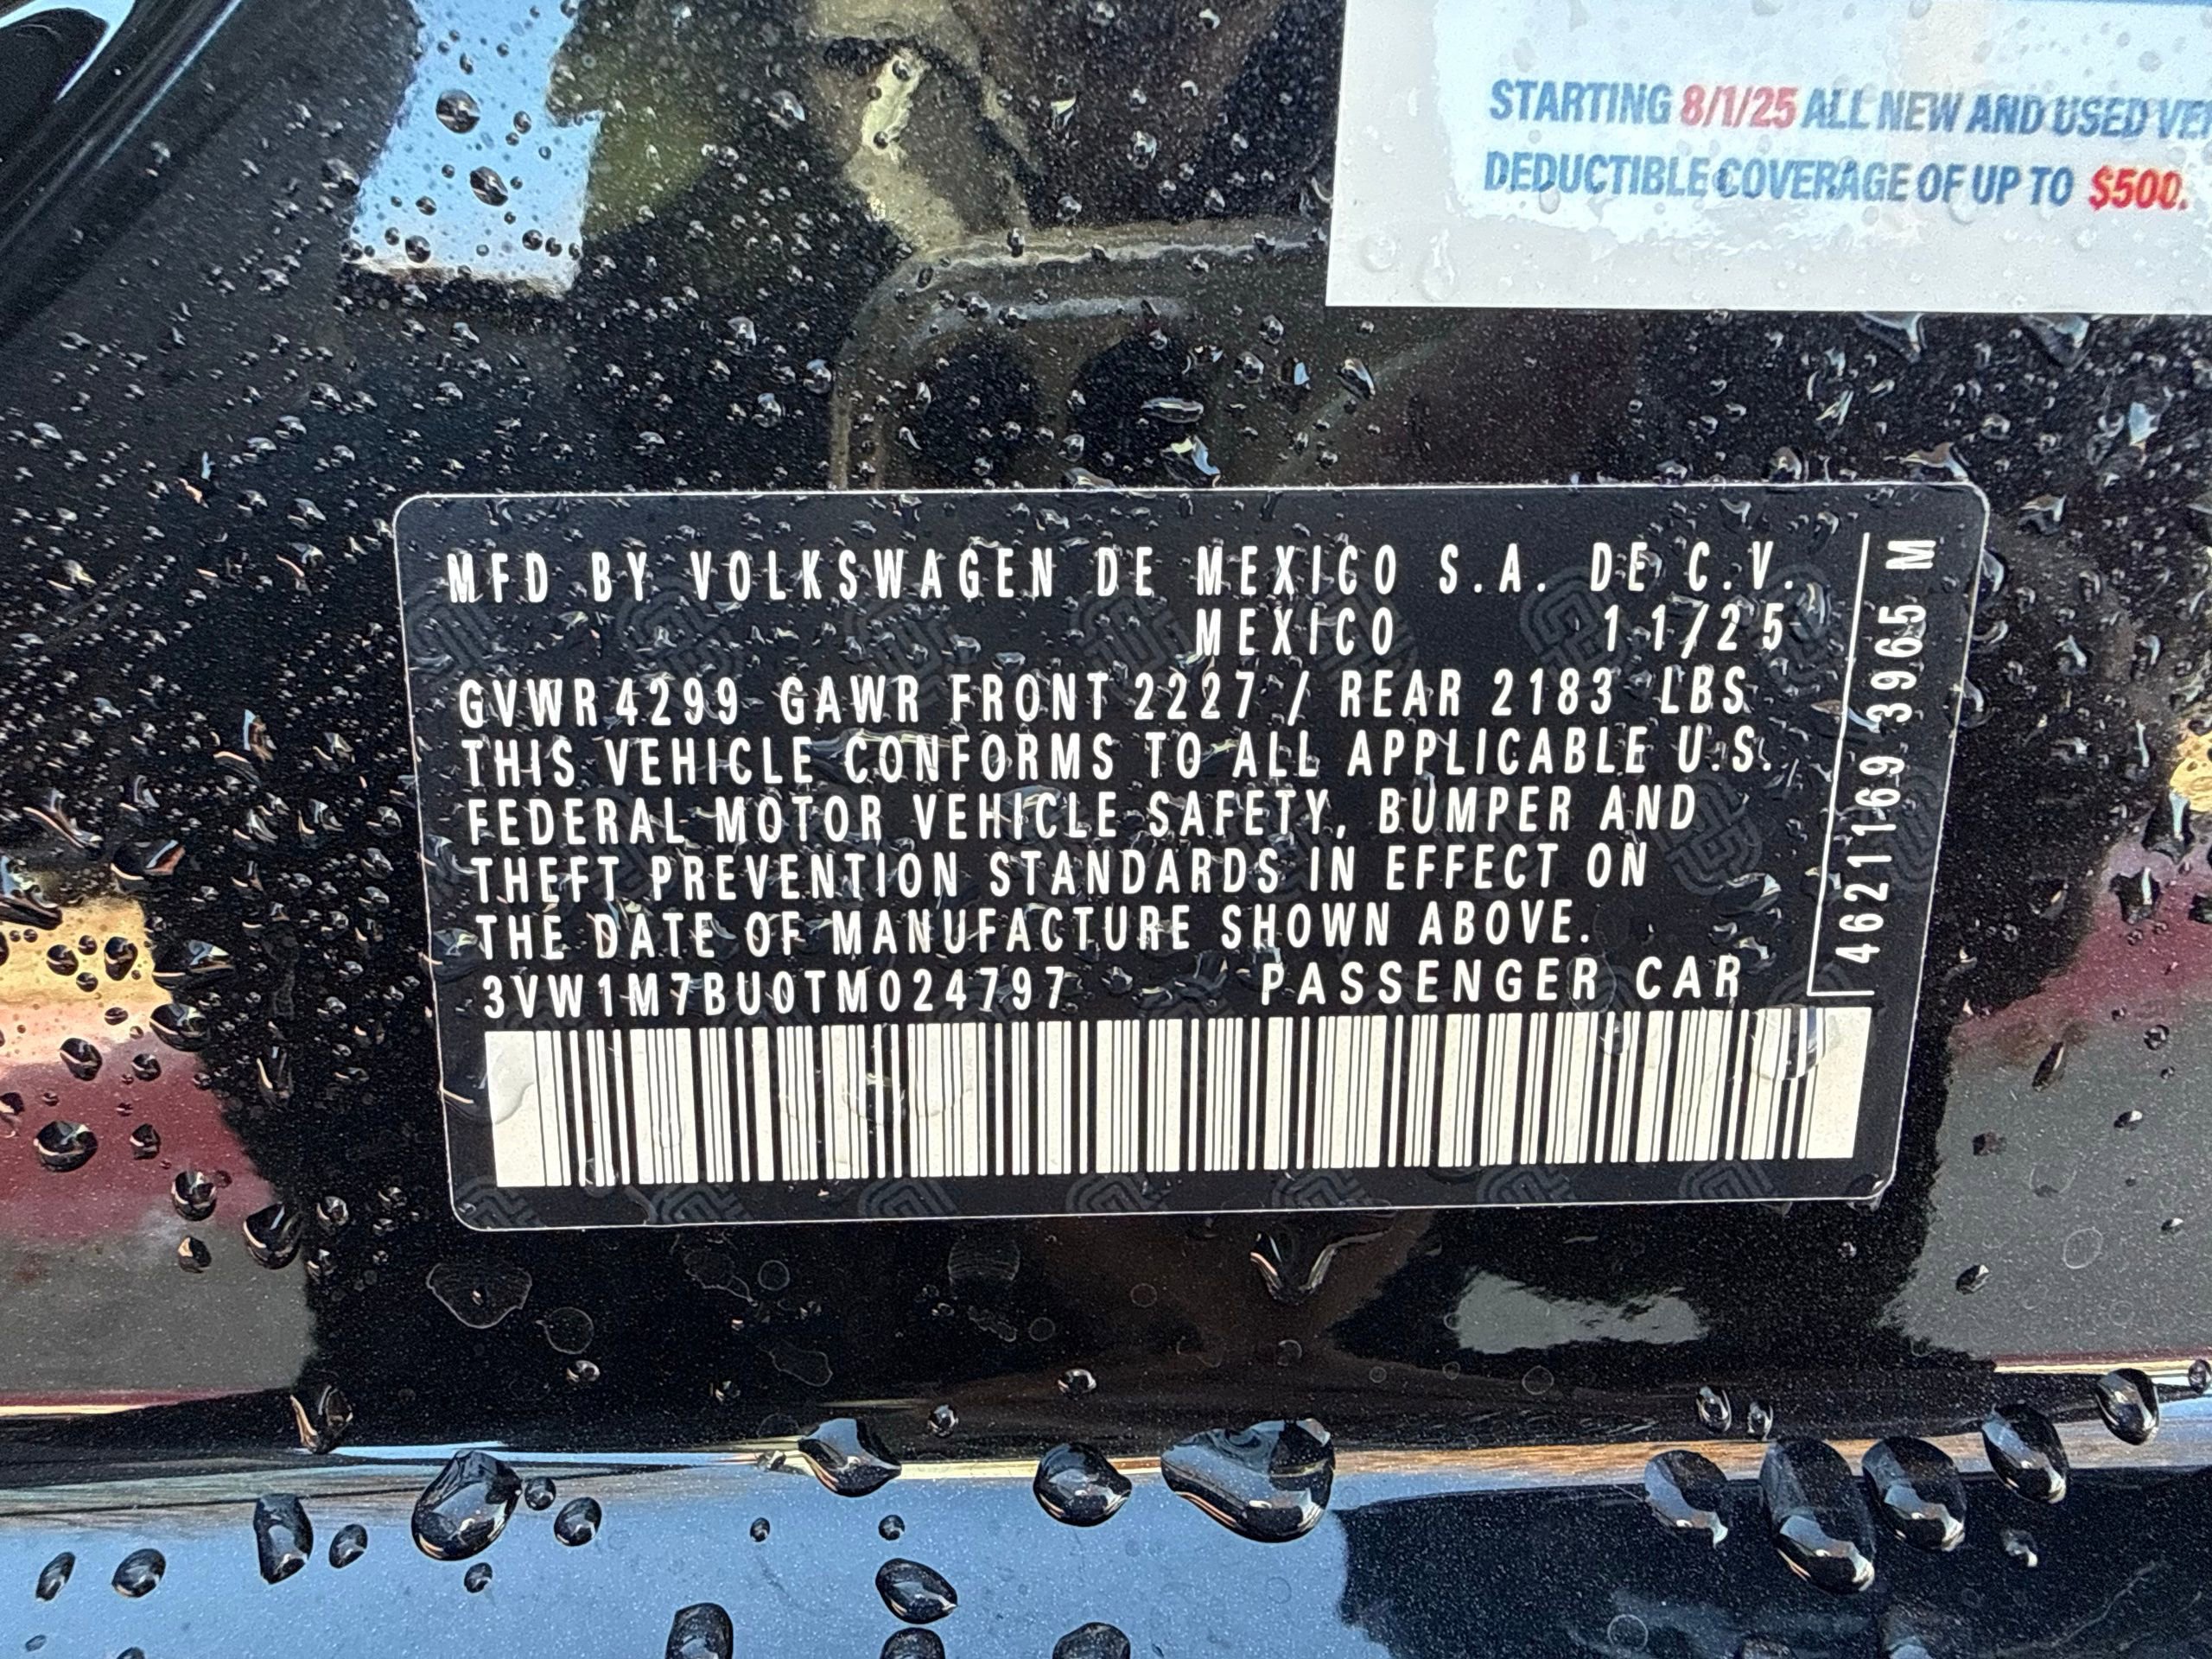 STARTING 8/1/25 ALL NEW AND USED VE
DEDUCTIBLE COVERAGE OF UP TO $500.
MFD BY VOLKSWAGEN DE MEXICO S.A. DE C.V.
MEXICO 11/25
GVWR 4299 GAWR FRONT 2227 / REAR 2183 LBS
THIS VEHICLE CONFORMS TO ALL APPLICABLE U.S.
FEDERAL MOTOR VEHICLE SAFETY, BUMPER AND
THEFT PREVENTION STANDARDS IN EFFECT ON
THE DATE OF MANUFACTURE SHOWN ABOVE.
3VW1M7BU0TM024797 PASSENGER CAR
4621169 3965 M